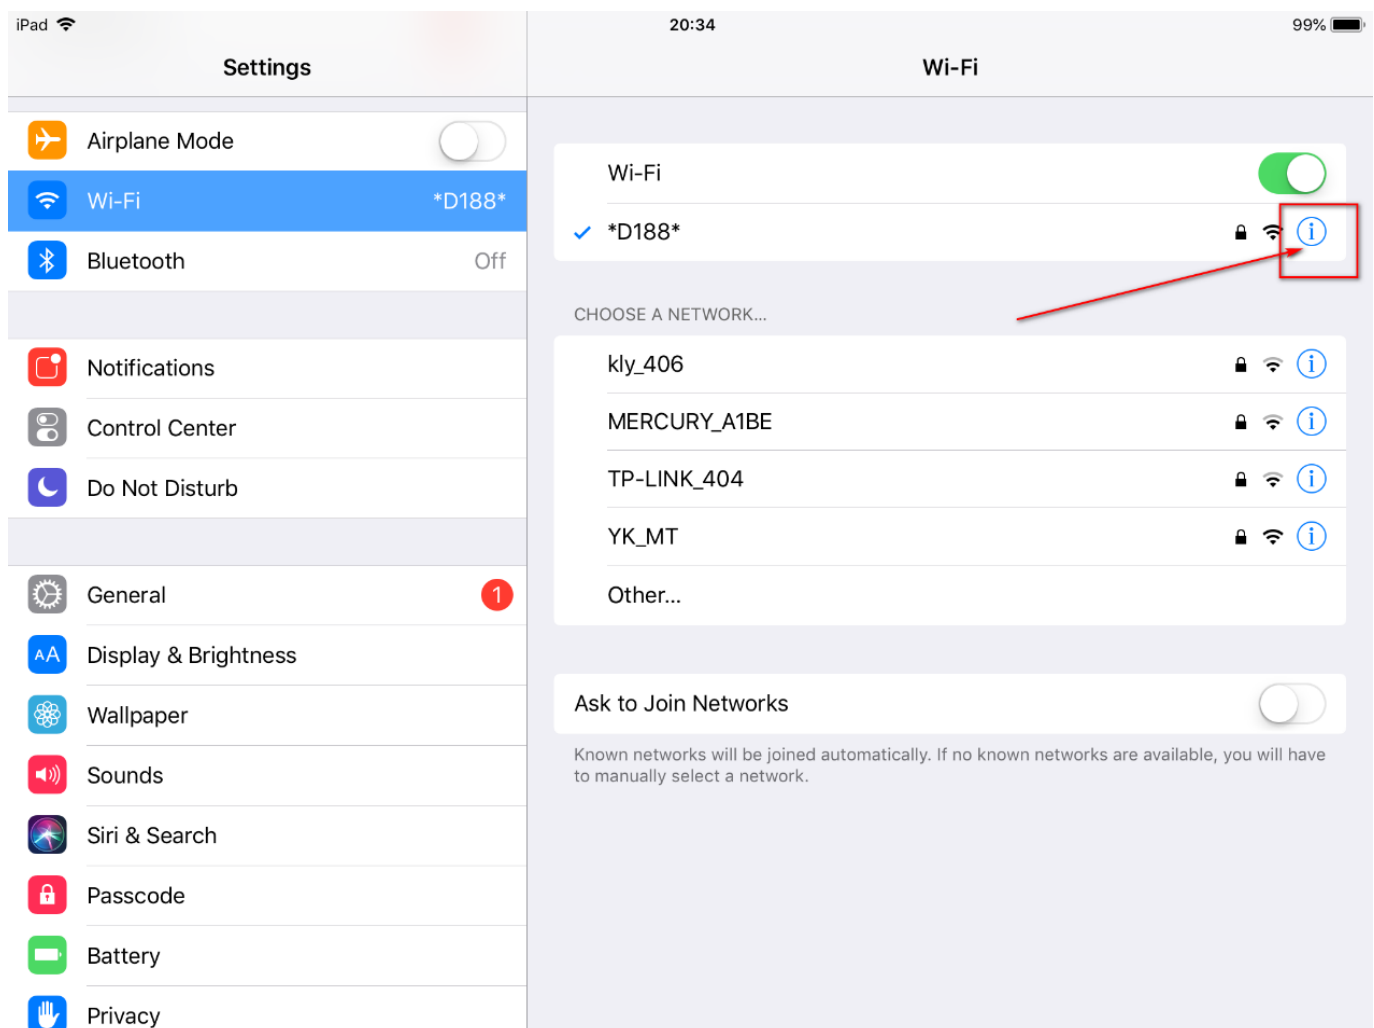 iPad 20:34 99%
Settings
Airplane Mode
Wi-Fi *D188*
Bluetooth Off
Notifications
Control Center
Do Not Disturb
General 1
AA Display & Brightness
Wallpaper
Sounds
Siri & Search
Passcode
Battery
Privacy
Wi-Fi
Wi-Fi
*D188*
CHOOSE A NETWORK...
kly_406
MERCURY_A1BE
TP-LINK_404
YK_MT
Other...
Ask to Join Networks
Known networks will be joined automatically. If no known networks are available, you will have
to manually select a network.